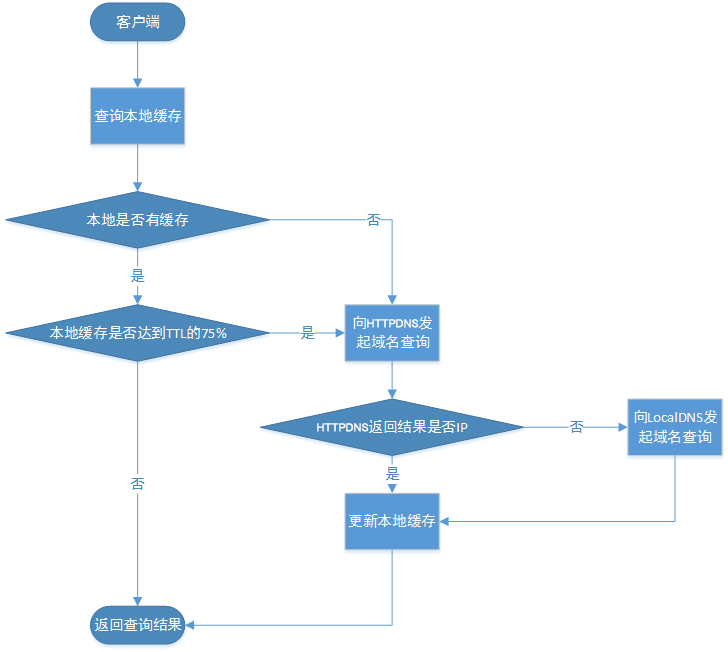 客户端
查询本地缓存
本地是否有缓存
否
是
本地缓存是否达到TTL的75%
是
向HTTPDNS发
起域名查询
HTTPDNS返回结果是否IP
否
向LocalDNS发
起域名查询
是
否
更新本地缓存
返回查询结果